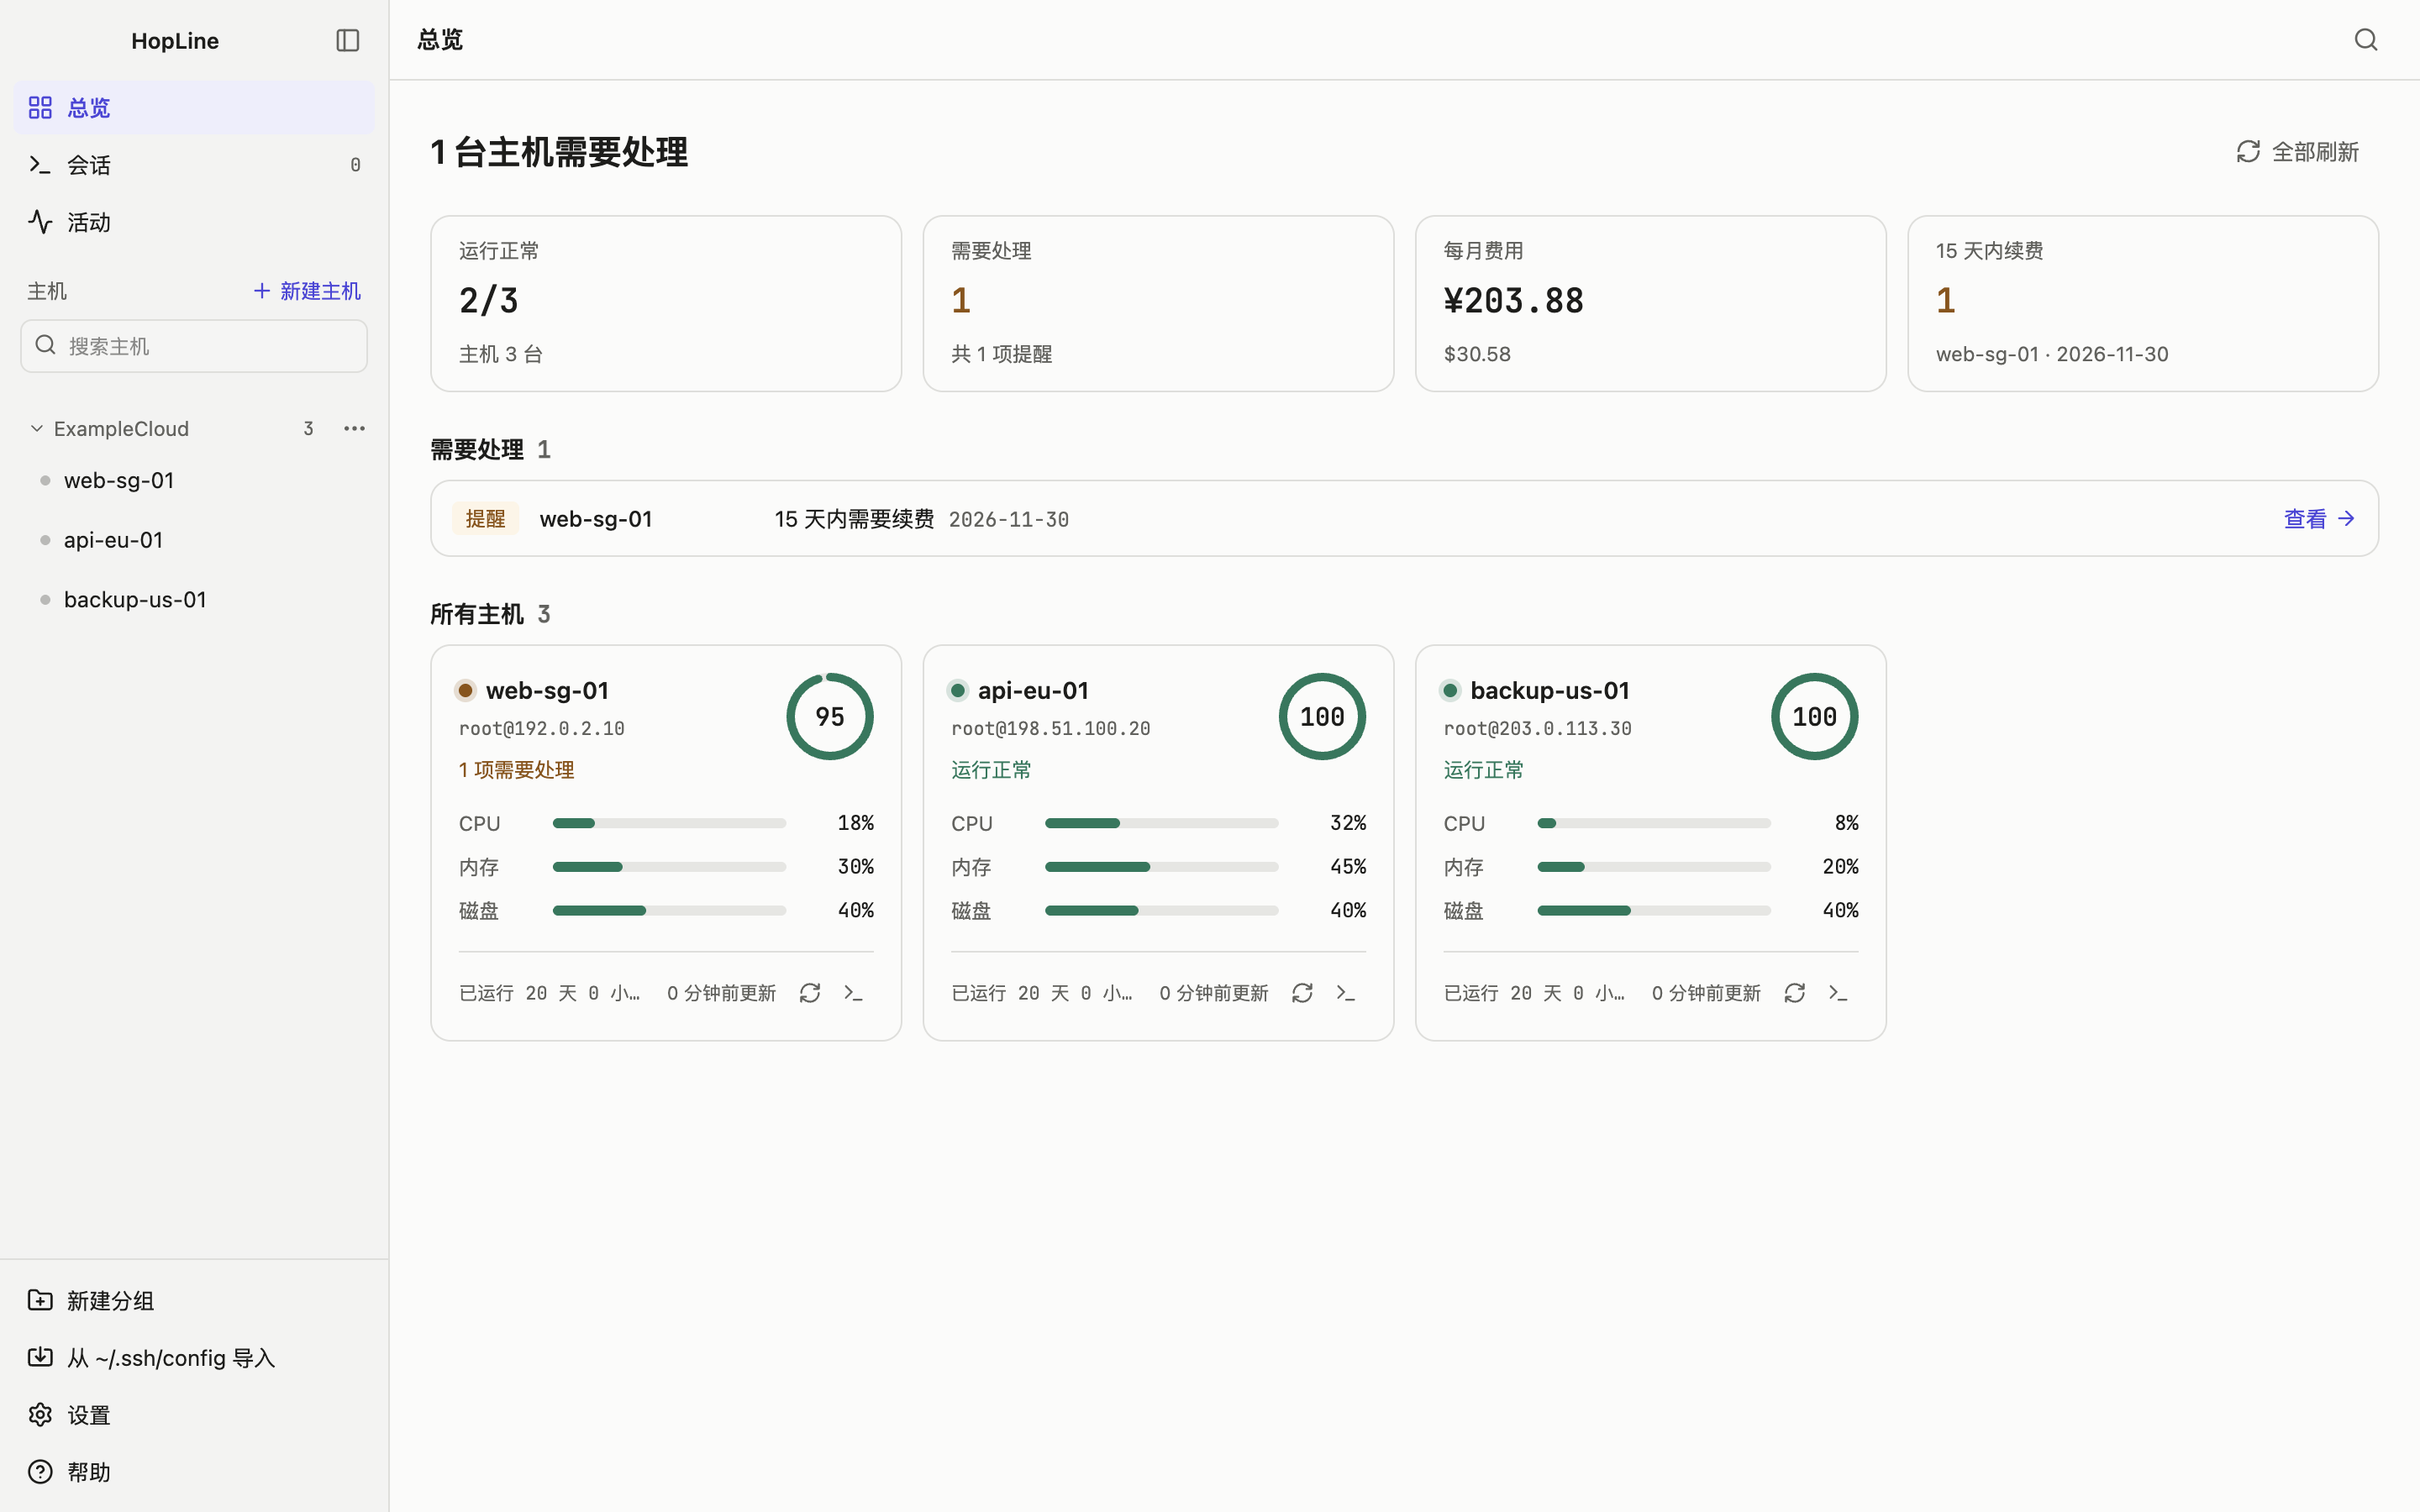 HopLine
总览
会话 0
活动
主机 + 新建主机
搜索主机
ExampleCloud 3
web-sg-01
api-eu-01
backup-us-01
新建分组
从 ~/.ssh/config 导入
设置
帮助
总览
1 台主机需要处理
全部刷新
运行正常
2/3
主机 3 台
需要处理
1
共 1 项提醒
每月费用
¥203.88
$30.58
15 天内续费
1
web-sg-01 · 2026-11-30
需要处理 1
提醒 web-sg-01 15 天内需要续费 2026-11-30 查看
所有主机 3
web-sg-01
root@192.0.2.10
95
1 项需要处理
CPU 18%
内存 30%
磁盘 40%
已运行 20 天 0 小… 0 分钟前更新
api-eu-01
root@198.51.100.20
100
运行正常
CPU 32%
内存 45%
磁盘 40%
已运行 20 天 0 小… 0 分钟前更新
backup-us-01
root@203.0.113.30
100
运行正常
CPU 8%
内存 20%
磁盘 40%
已运行 20 天 0 小… 0 分钟前更新